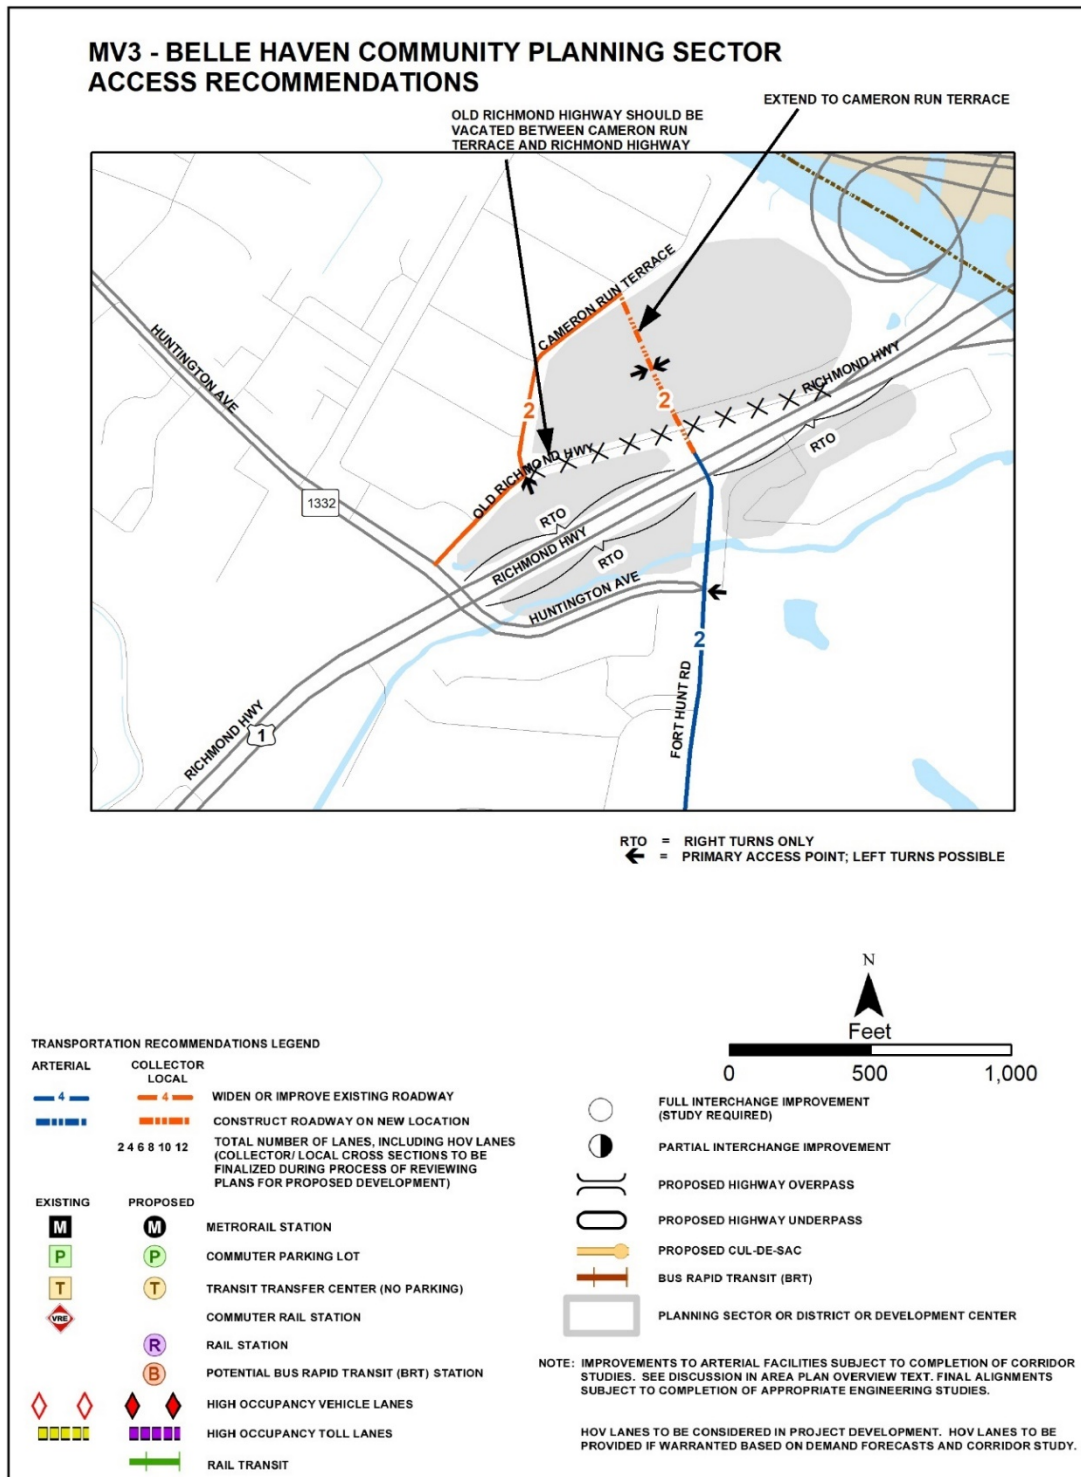 MV3 - BELLE HAVEN COMMUNITY PLANNING SECTOR
ACCESS RECOMMENDATIONS
OLD RICHMOND HIGHWAY SHOULD BE
VACATED BETWEEN CAMERON RUN
TERRACE AND RICHMOND HIGHWAY
EXTEND TO CAMERON RUN TERRACE
CAMERON RUN TERRACE
HUNTINGTON AVE
RICHMOND HWY
2
2
OLD RICHMOND HWY
RTO
1332
RTO
RICHMOND HWY
RTO
HUNTINGTON AVE
2
FORT HUNT RD
RICHMOND HWY
1
RTO = RIGHT TURNS ONLY
= PRIMARY ACCESS POINT; LEFT TURNS POSSIBLE
N
Feet
0 500 1,000
TRANSPORTATION RECOMMENDATIONS LEGEND
ARTERIAL COLLECTOR
LOCAL
4 4 WIDEN OR IMPROVE EXISTING ROADWAY
CONSTRUCT ROADWAY ON NEW LOCATION
2 4 6 8 10 12 TOTAL NUMBER OF LANES, INCLUDING HOV LANES
(COLLECTOR/ LOCAL CROSS SECTIONS TO BE
FINALIZED DURING PROCESS OF REVIEWING
PLANS FOR PROPOSED DEVELOPMENT)
EXISTING PROPOSED
M M METRORAIL STATION
P P COMMUTER PARKING LOT
T T TRANSIT TRANSFER CENTER (NO PARKING)
VRE COMMUTER RAIL STATION
R RAIL STATION
B POTENTIAL BUS RAPID TRANSIT (BRT) STATION
HIGH OCCUPANCY VEHICLE LANES
HIGH OCCUPANCY TOLL LANES
RAIL TRANSIT
FULL INTERCHANGE IMPROVEMENT
(STUDY REQUIRED)
PARTIAL INTERCHANGE IMPROVEMENT
PROPOSED HIGHWAY OVERPASS
PROPOSED HIGHWAY UNDERPASS
PROPOSED CUL-DE-SAC
BUS RAPID TRANSIT (BRT)
PLANNING SECTOR OR DISTRICT OR DEVELOPMENT CENTER
NOTE: IMPROVEMENTS TO ARTERIAL FACILITIES SUBJECT TO COMPLETION OF CORRIDOR
STUDIES. SEE DISCUSSION IN AREA PLAN OVERVIEW TEXT. FINAL ALIGNMENTS
SUBJECT TO COMPLETION OF APPROPRIATE ENGINEERING STUDIES.
HOV LANES TO BE CONSIDERED IN PROJECT DEVELOPMENT. HOV LANES TO BE
PROVIDED IF WARRANTED BASED ON DEMAND FORECASTS AND CORRIDOR STUDY.